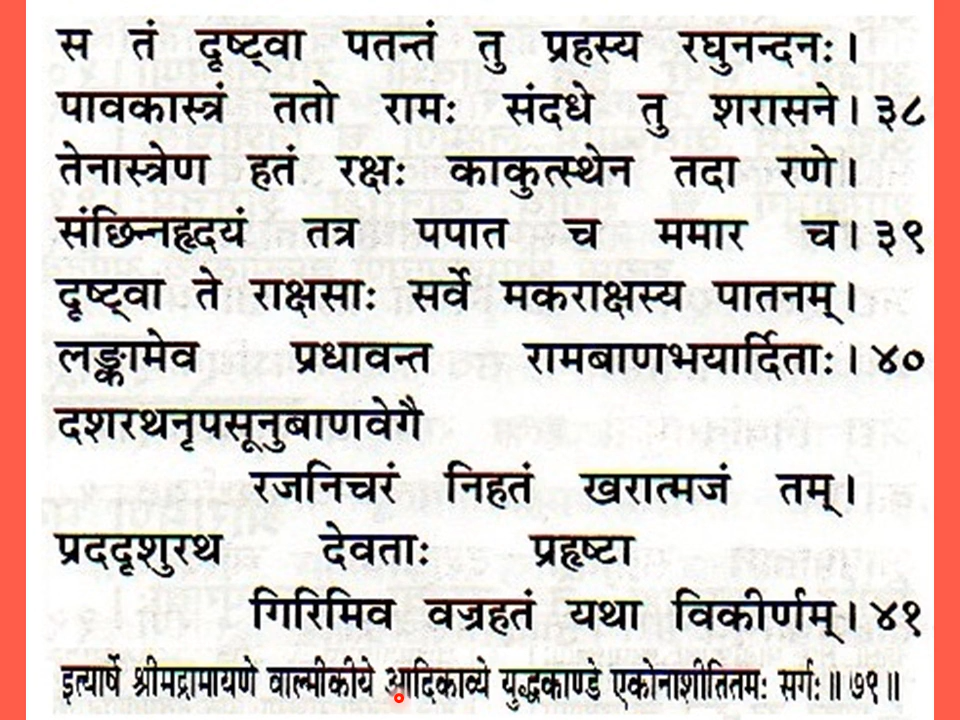 स तं दृष्ट्वा पतन्तं तु प्रहस्य रघुनन्दनः।
पावकास्त्रं ततो रामः संदधे तु शरासने। ३८
तेनास्त्रेण हतं रक्षः काकुत्स्थेन तदा रणे।
संछिन्नहृदयं तत्र पपात च ममार च। ३९
दृष्ट्वा ते राक्षसाः सर्वे मकराक्षस्य पातनम्।
लङ्कामेव प्रधावन्त रामबाणभयार्दिताः। ४०
दशरथनृपसूनुबाणवेगै
रजनिचरं निहतं खरात्मजं तम्।
प्रददृशुरथ देवताः प्रहृष्टा
गिरिमिव वज्रहतं यथा विकीर्णम्। ४१
इत्यार्षे श्रीमद्रामायणे वाल्मीकीये आदिकाव्ये युद्धकाण्डे एकोनाशीतितमः सर्गः॥ ७९॥